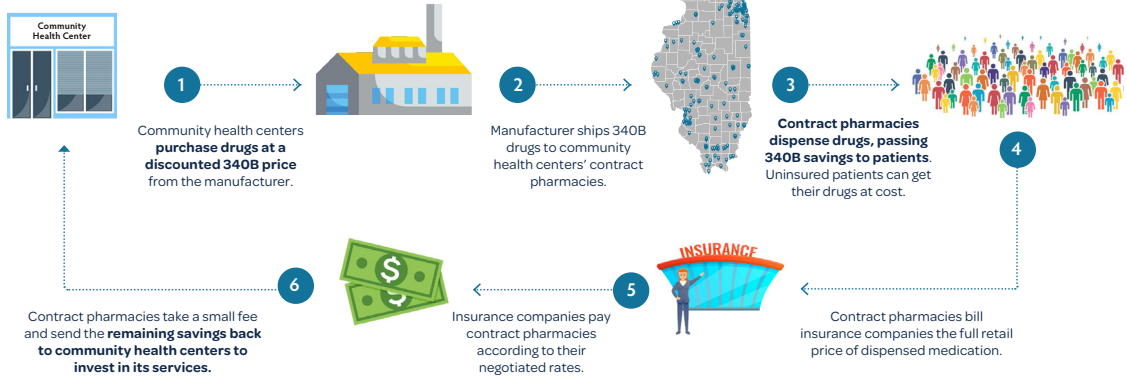 Community
Health Center
1
Community health centers
purchase drugs at a
discounted 340B price
from the manufacturer.
2
Manufacturer ships 340B
drugs to community
health centers’ contract
pharmacies.
3
Contract pharmacies
dispense drugs, passing
340B savings to patients.
Uninsured patients can get
their drugs at cost.
4
Contract pharmacies bill
insurance companies the full retail
price of dispensed medication.
INSURANCE
5
Insurance companies pay
contract pharmacies
according to their
negotiated rates.
$
$
6
Contract pharmacies take a small fee
and send the remaining savings back
to community health centers to
invest in its services.